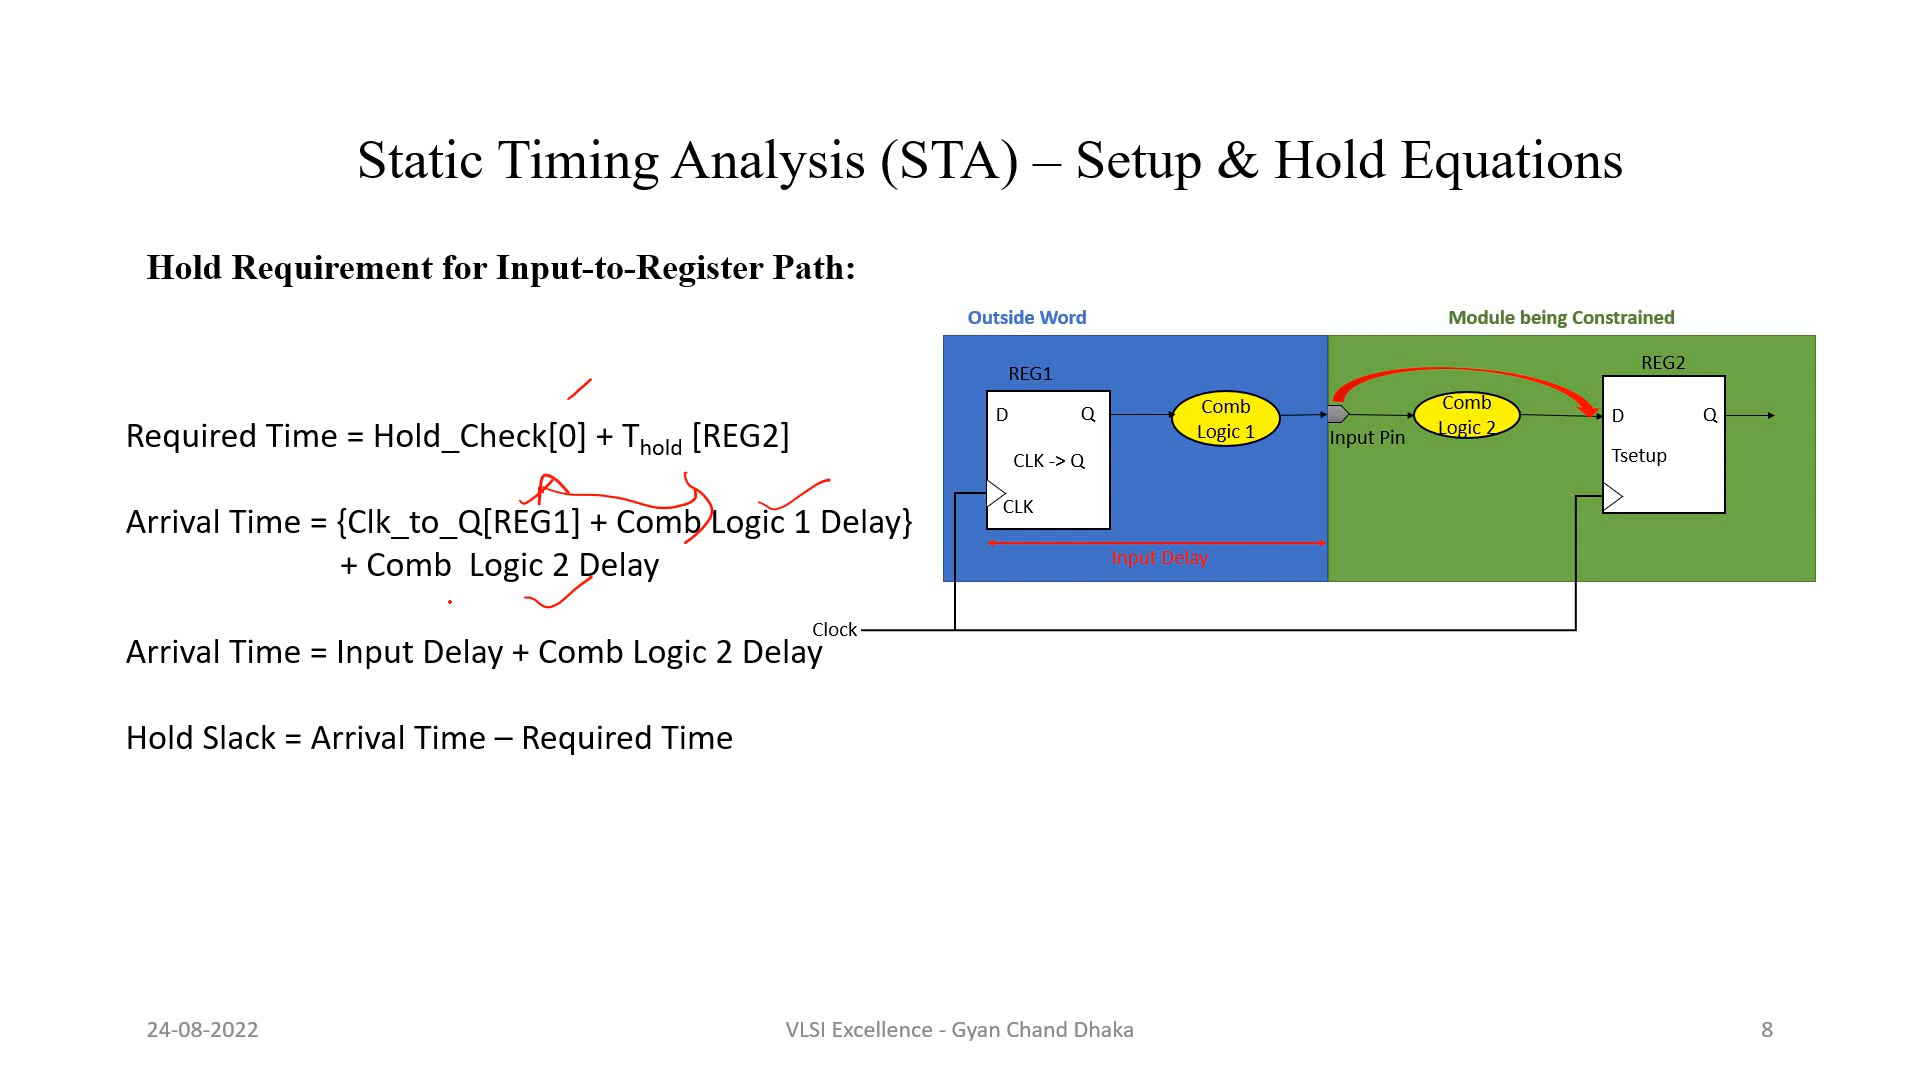 Static Timing Analysis (STA) – Setup & Hold Equations
Hold Requirement for Input-to-Register Path:
Required Time = Hold_Check[0] + Thold [REG2]
Arrival Time = {Clk_to_Q[REG1] + Comb Logic 1 Delay}
+ Comb Logic 2 Delay
Arrival Time = Input Delay + Comb Logic 2 Delay
Hold Slack = Arrival Time – Required Time
Outside Word
Module being Constrained
REG1
D
Q
CLK -> Q
CLK
Comb
Logic 1
Input Delay
Input Pin
Comb
Logic 2
REG2
D
Q
Tsetup
Clock
24-08-2022
VLSI Excellence - Gyan Chand Dhaka
8